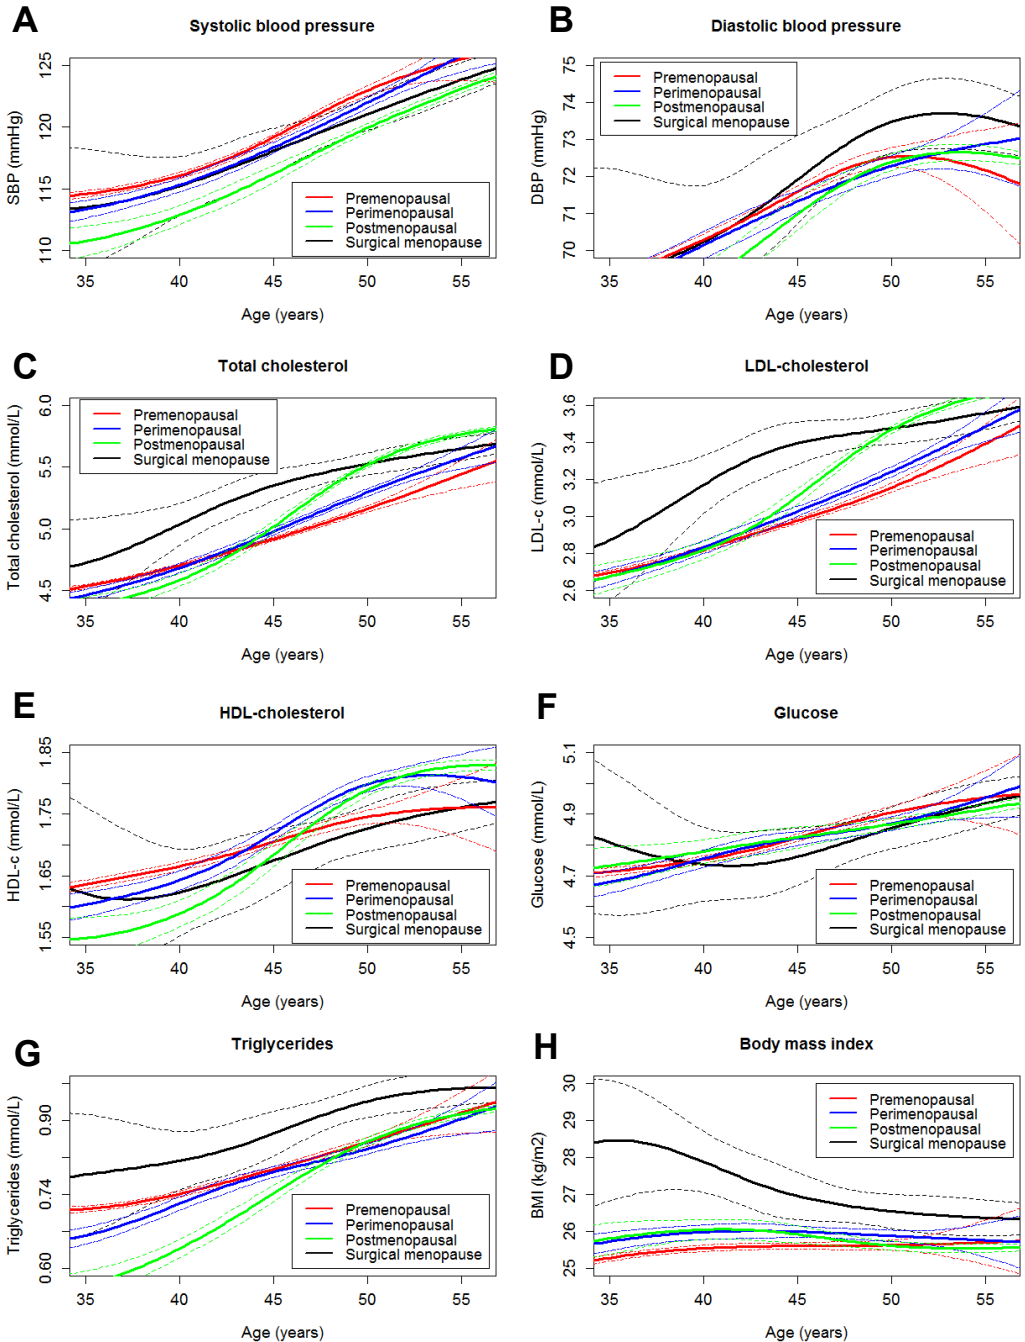 A
Systolic blood pressure
SBP (mmHg)
125
120
115
110
Premenopausal
Perimenopausal
Postmenopausal
Surgical menopause
35 40 45 50 55
Age (years)
B
Diastolic blood pressure
DBP (mmHg)
75
74
73
72
71
70
Premenopausal
Perimenopausal
Postmenopausal
Surgical menopause
35 40 45 50 55
Age (years)
C
Total cholesterol
Total cholesterol (mmol/L)
6.0
5.5
5.0
4.5
Premenopausal
Perimenopausal
Postmenopausal
Surgical menopause
35 40 45 50 55
Age (years)
D
LDL-cholesterol
LDL-c (mmol/L)
3.6
3.4
3.2
3.0
2.8
2.6
Premenopausal
Perimenopausal
Postmenopausal
Surgical menopause
35 40 45 50 55
Age (years)
E
HDL-cholesterol
HDL-c (mmol/L)
1.85
1.75
1.65
1.55
Premenopausal
Perimenopausal
Postmenopausal
Surgical menopause
35 40 45 50 55
Age (years)
F
Glucose
Glucose (mmol/L)
5.1
4.9
4.7
4.5
Premenopausal
Perimenopausal
Postmenopausal
Surgical menopause
35 40 45 50 55
Age (years)
G
Triglycerides
Triglycerides (mmol/L)
0.90
0.74
0.60
Premenopausal
Perimenopausal
Postmenopausal
Surgical menopause
35 40 45 50 55
Age (years)
H
Body mass index
BMI (kg/m2)
30
29
28
27
26
25
Premenopausal
Perimenopausal
Postmenopausal
Surgical menopause
35 40 45 50 55
Age (years)